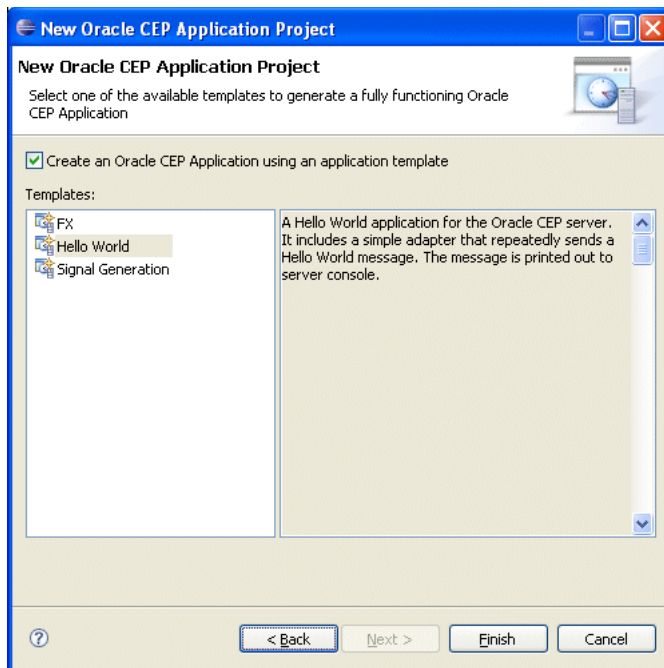 New Oracle CEP Application Project
New Oracle CEP Application Project
Select one of the available templates to generate a fully functioning Oracle
CEP Application
Create an Oracle CEP Application using an application template
Templates:
FX
Hello World
Signal Generation
A Hello World application for the Oracle CEP server.
It includes a simple adapter that repeatedly sends a
Hello World message. The message is printed out to
server console.
< Back
Next >
Finish
Cancel